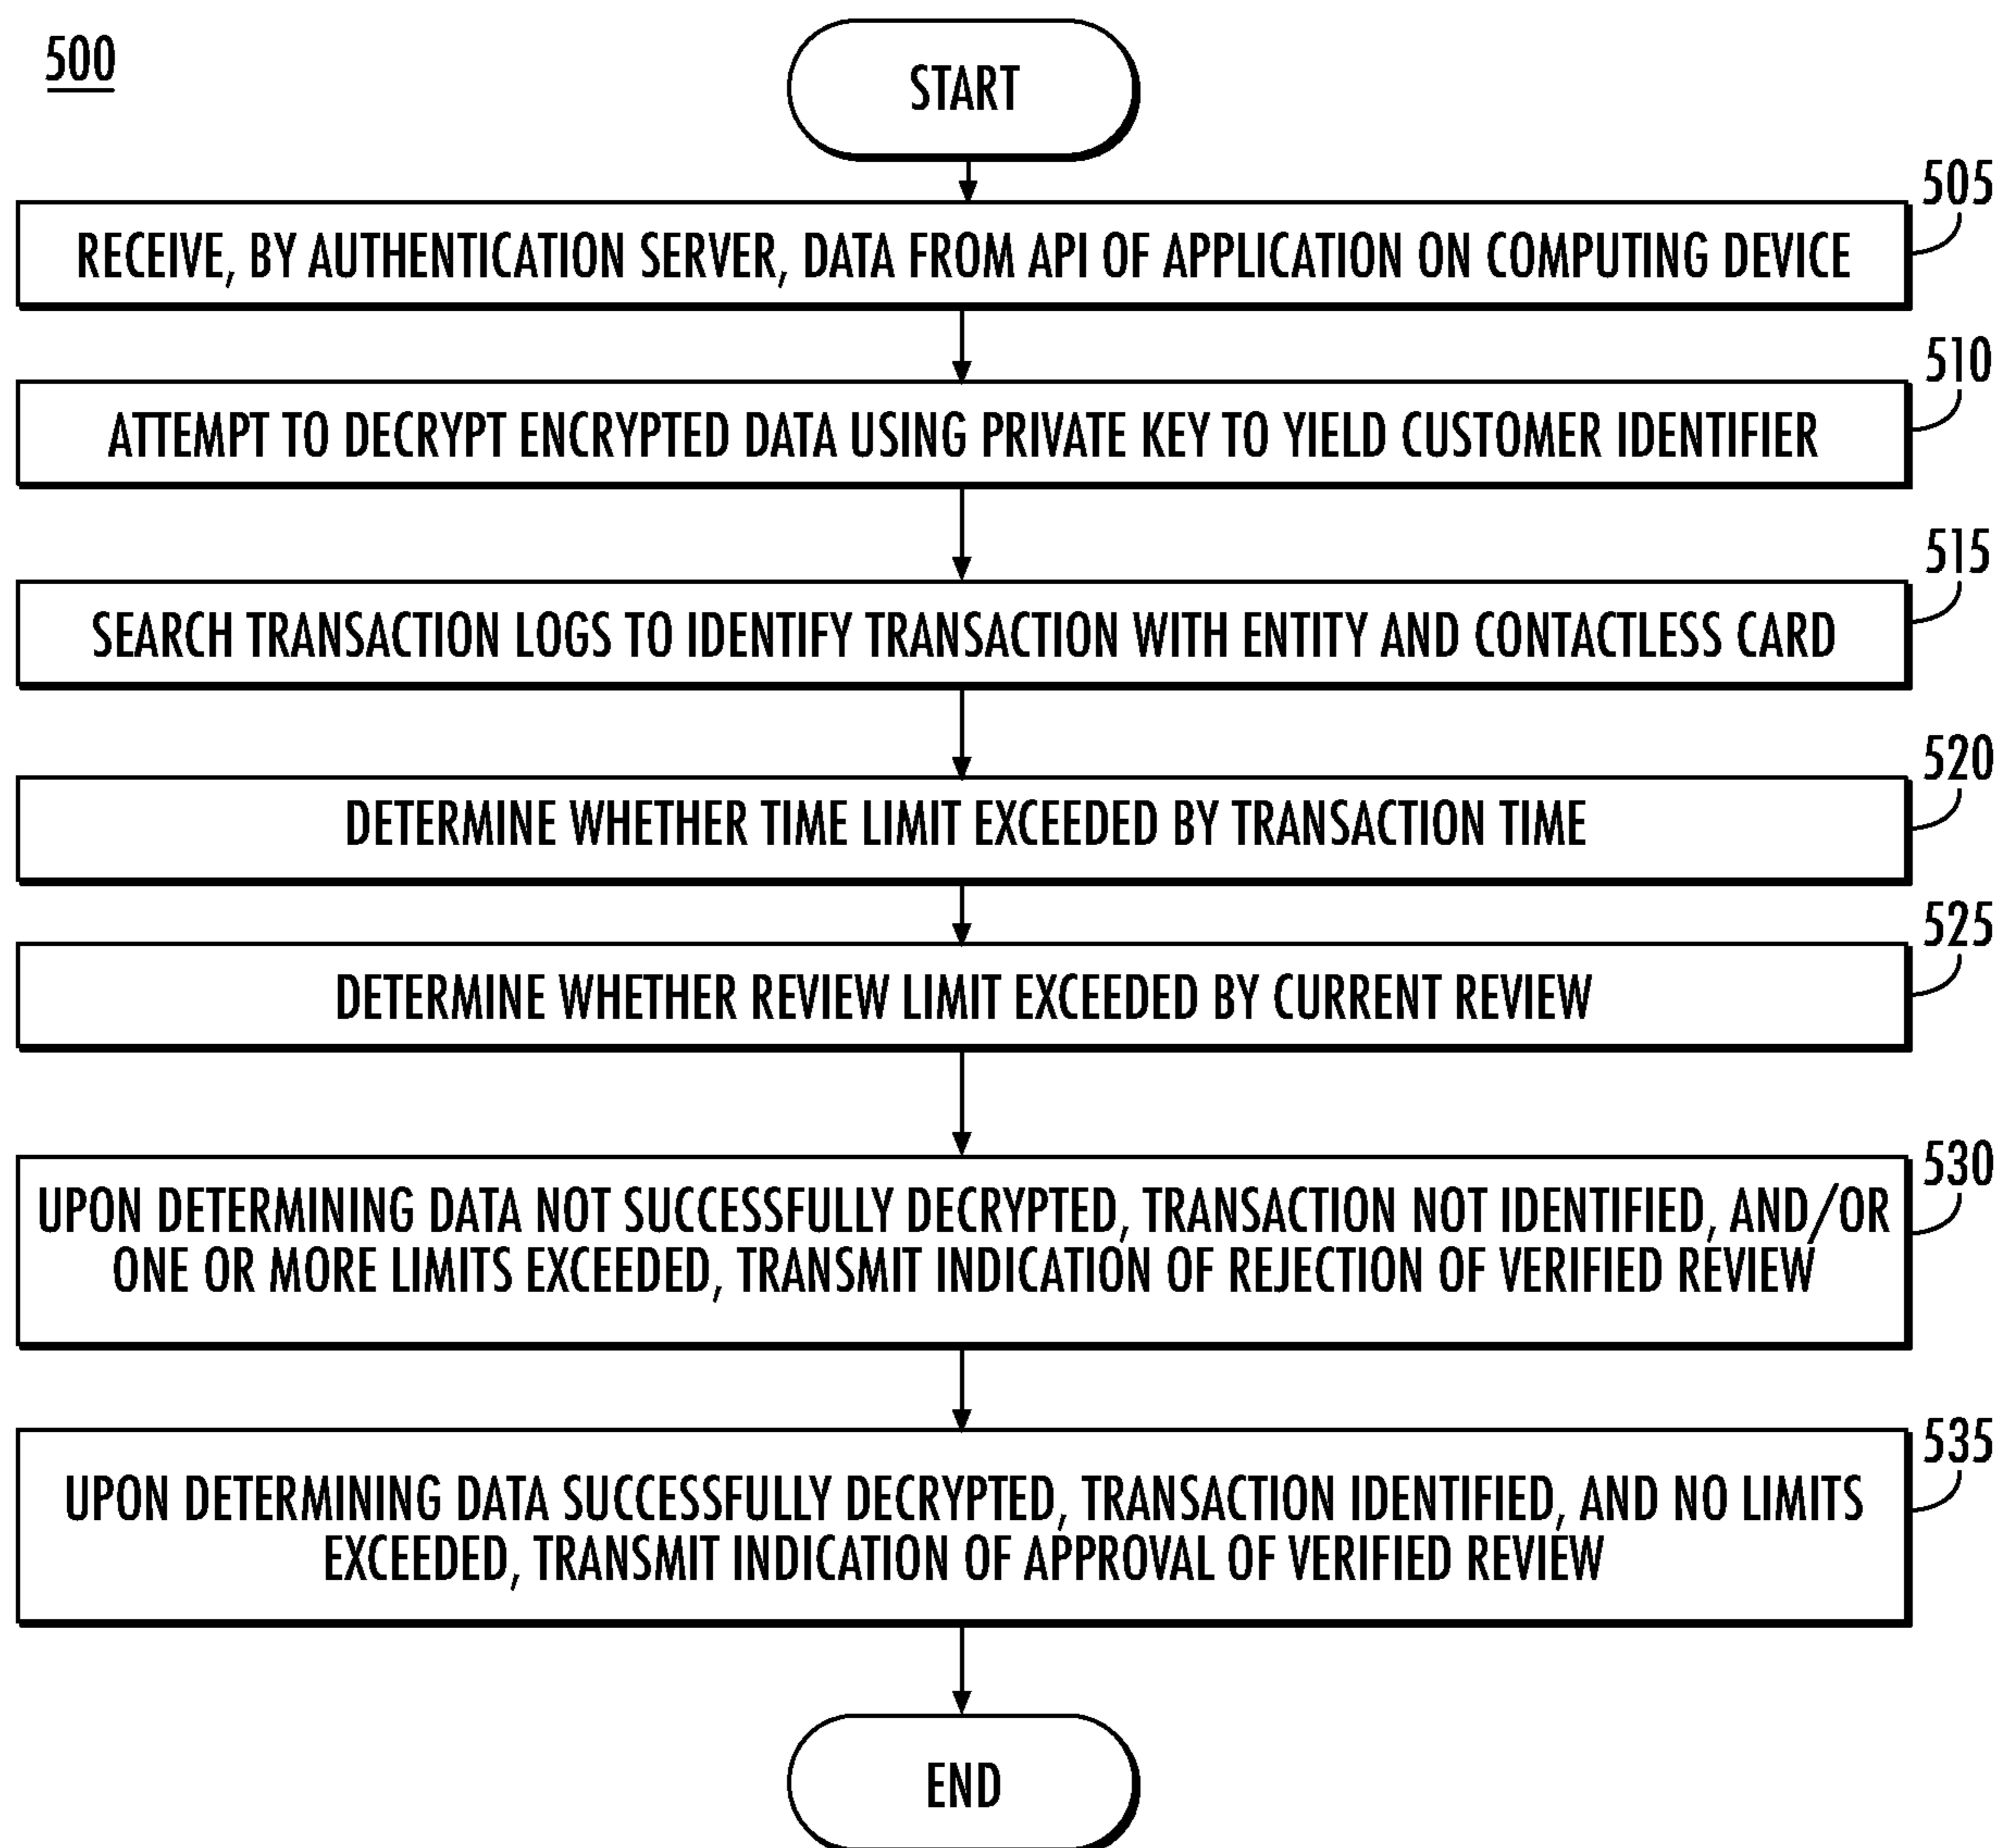 500
START
505
RECEIVE, BY AUTHENTICATION SERVER, DATA FROM API OF APPLICATION ON COMPUTING DEVICE
510
ATTEMPT TO DECRYPT ENCRYPTED DATA USING PRIVATE KEY TO YIELD CUSTOMER IDENTIFIER
515
SEARCH TRANSACTION LOGS TO IDENTIFY TRANSACTION WITH ENTITY AND CONTACTLESS CARD
520
DETERMINE WHETHER TIME LIMIT EXCEEDED BY TRANSACTION TIME
525
DETERMINE WHETHER REVIEW LIMIT EXCEEDED BY CURRENT REVIEW
530
UPON DETERMINING DATA NOT SUCCESSFULLY DECRYPTED, TRANSACTION NOT IDENTIFIED, AND/OR
ONE OR MORE LIMITS EXCEEDED, TRANSMIT INDICATION OF REJECTION OF VERIFIED REVIEW
535
UPON DETERMINING DATA SUCCESSFULLY DECRYPTED, TRANSACTION IDENTIFIED, AND NO LIMITS
EXCEEDED, TRANSMIT INDICATION OF APPROVAL OF VERIFIED REVIEW
END